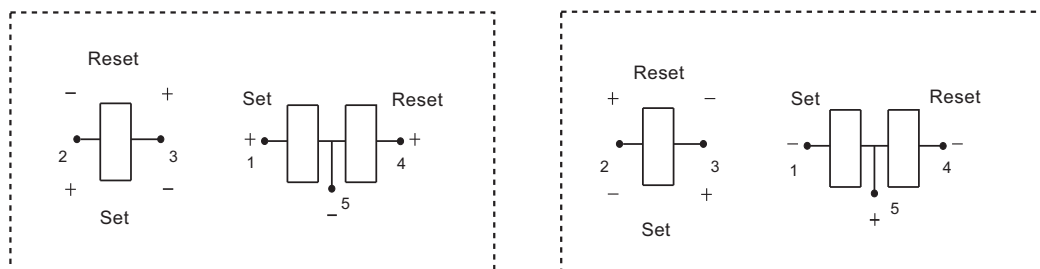 Reset
− +
Set Reset
+ +
2 3 1 4
+ −
5
−
Set
Reset
+ −
Set Reset
− −
2 3 1 4
− +
5
+
Set